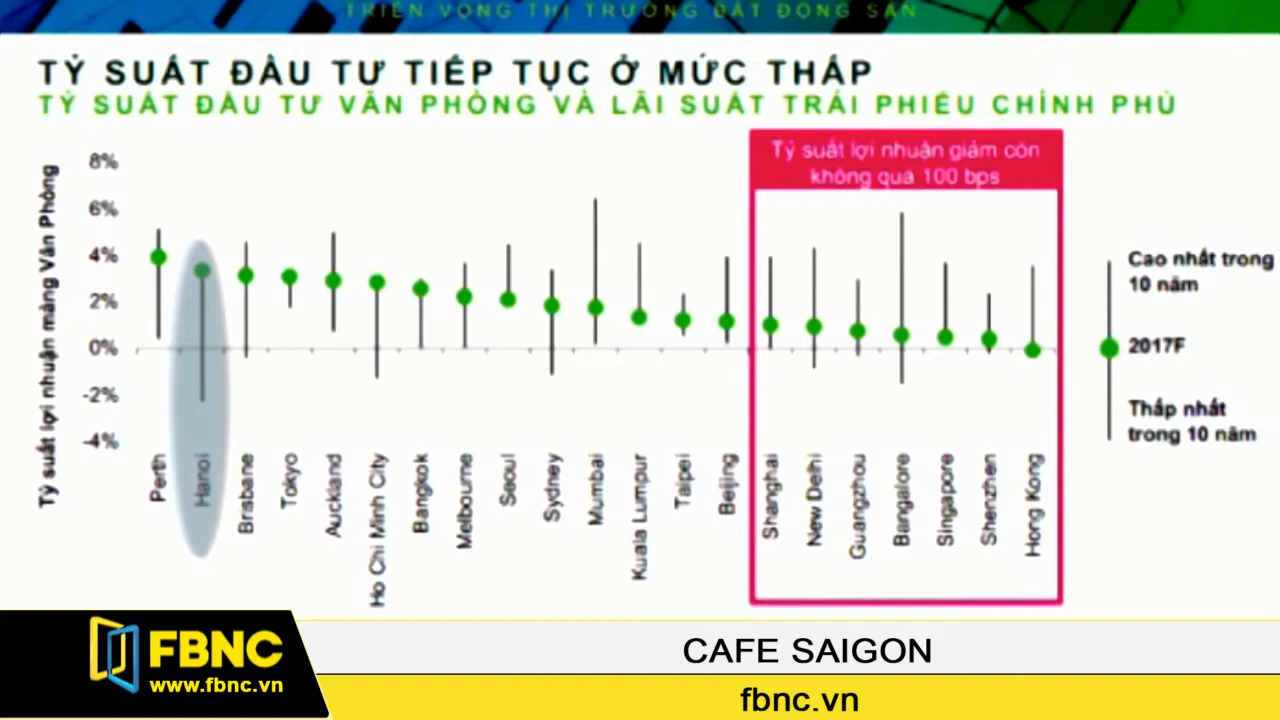 TRIỂN VỌNG THỊ TRƯỜNG BẤT ĐỘNG SẢN
TỶ SUẤT ĐẦU TƯ TIẾP TỤC Ở MỨC THẤP
TỶ SUẤT ĐẦU TƯ VĂN PHÒNG VÀ LÃI SUẤT TRÁI PHIẾU CHÍNH PHỦ
Tỷ suất lợi nhuận giảm còn
không quá 100 bps
Tỷ suất lợi nhuận mảng Văn Phòng
8%
6%
4%
2%
0%
-2%
-4%
Perth
Hanoi
Brisbane
Tokyo
Auckland
Ho Chi Minh City
Bangkok
Melbourne
Seoul
Sydney
Mumbai
Kuala Lumpur
Taipei
Beijing
Shanghai
New Delhi
Guangzhou
Bangalore
Singapore
Shenzhen
Hong Kong
Cao nhất trong
10 năm
2017F
Thấp nhất
trong 10 năm
FBNC
www.fbnc.vn
CAFE SAIGON
fbnc.vn